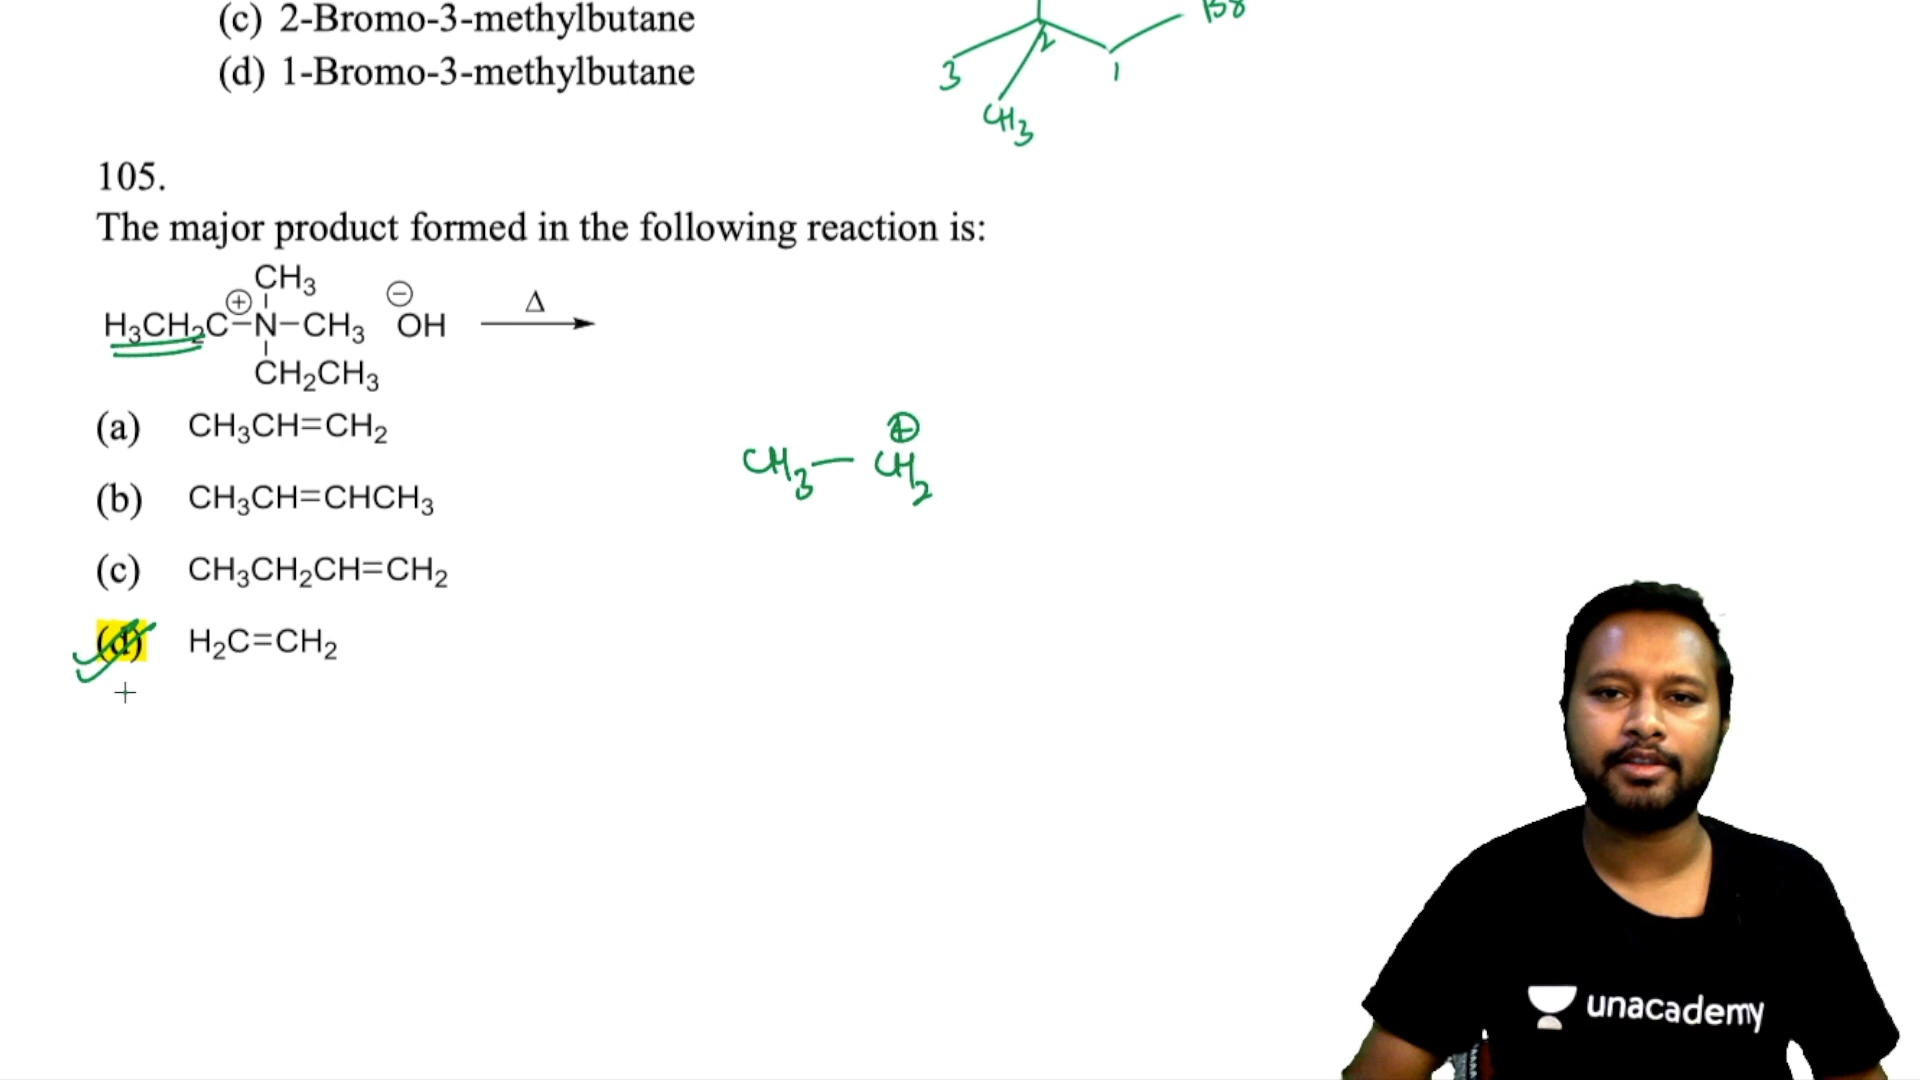 (c) 2-Bromo-3-methylbutane
(d) 1-Bromo-3-methylbutane
Br
2
3
1
CH3
105.
The major product formed in the following reaction is:
CH3
⊕ ⊖
H3CH2C–N–CH3 OH Δ
CH2CH3
(a) CH3CH=CH2
⊕
CH3–CH2
(b) CH3CH=CHCH3
(c) CH3CH2CH=CH2
(d) H2C=CH2
unacademy